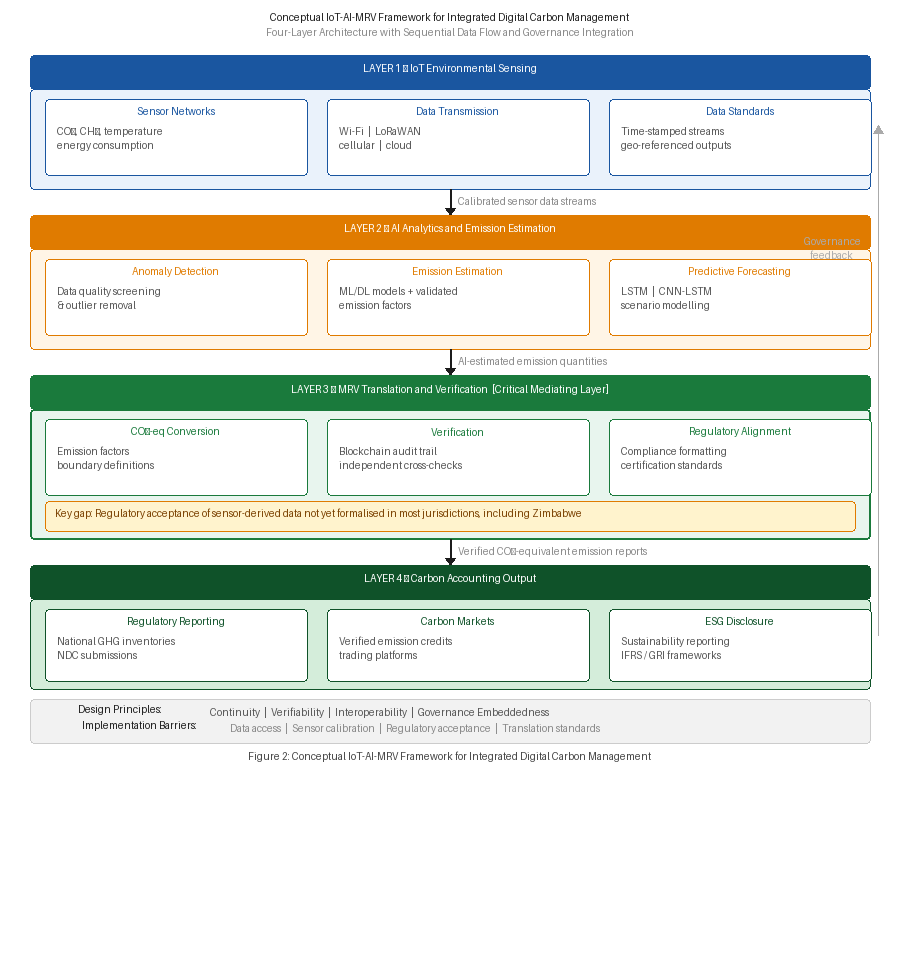 Conceptual IoT-AI-MRV Framework for Integrated Digital Carbon Management
Four-Layer Architecture with Sequential Data Flow and Governance Integration
LAYER 1 ▯ IoT Environmental Sensing
Sensor Networks
CO▯, CH▯, temperature
energy consumption
Data Transmission
Wi-Fi | LoRaWAN
cellular | cloud
Data Standards
Time-stamped streams
geo-referenced outputs
Calibrated sensor data streams
LAYER 2 ▯ AI Analytics and Emission Estimation
Governance
feedback
Anomaly Detection
Data quality screening
& outlier removal
Emission Estimation
ML/DL models + validated
emission factors
Predictive Forecasting
LSTM | CNN-LSTM
scenario modelling
AI-estimated emission quantities
LAYER 3 ▯ MRV Translation and Verification [Critical Mediating Layer]
CO▯-eq Conversion
Emission factors
boundary definitions
Verification
Blockchain audit trail
independent cross-checks
Regulatory Alignment
Compliance formatting
certification standards
Key gap: Regulatory acceptance of sensor-derived data not yet formalised in most jurisdictions, including Zimbabwe
Verified CO▯-equivalent emission reports
LAYER 4 ▯ Carbon Accounting Output
Regulatory Reporting
National GHG inventories
NDC submissions
Carbon Markets
Verified emission credits
trading platforms
ESG Disclosure
Sustainability reporting
IFRS / GRI frameworks
Design Principles: Continuity | Verifiability | Interoperability | Governance Embeddedness
Implementation Barriers: Data access | Sensor calibration | Regulatory acceptance | Translation standards
Figure 2: Conceptual IoT-AI-MRV Framework for Integrated Digital Carbon Management